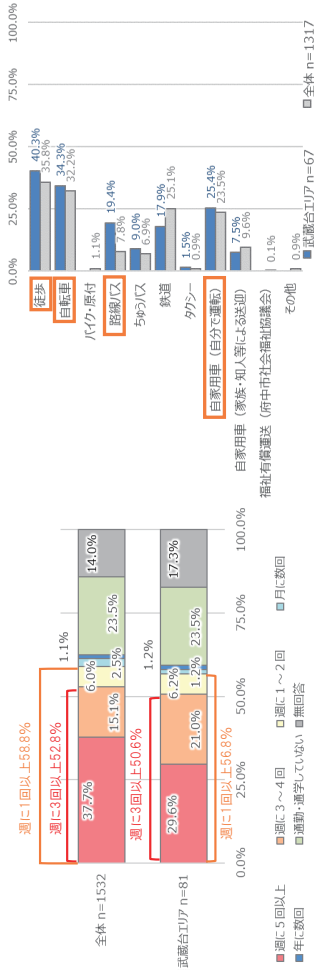 週に1回以上58.8%
週に3回以上52.8%
全体 n=1532
37.7%
15.1%
6.0%
2.5%
1.1%
23.5%
14.0%
週に3回以上50.6%
武蔵台エリア n=81
29.6%
21.0%
6.2%
1.2%
1.2%
23.5%
17.3%
週に1回以上56.8%
0.0%
25.0%
50.0%
75.0%
100.0%
週に5回以上
週に3～4回
週に1～2回
月に数回
年に数回
通勤・通学していない
無回答
0.0%
25.0%
50.0%
75.0%
100.0%
徒歩
40.3%
35.8%
自転車
34.3%
32.2%
バイク・原付
1.1%
路線バス
19.4%
7.8%
ちゅうバス
9.0%
6.9%
鉄道
17.9%
25.1%
タクシー
1.5%
0.9%
自家用車（自分で運転）
25.4%
23.5%
自家用車（家族・知人等による送迎）
7.5%
9.6%
福祉有償運送（府中市社会福祉協議会）
0.1%
その他
0.9%
武蔵台エリア n=67
全体 n=1317